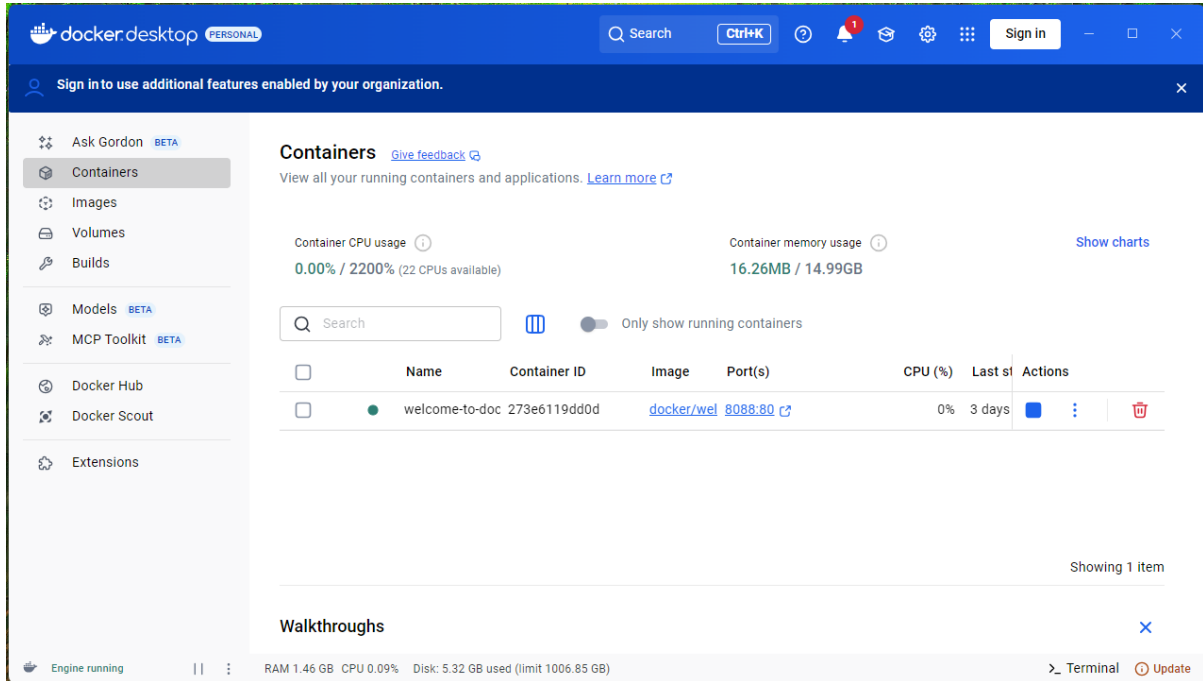 docker.desktop PERSONAL Search Ctrl+K 1 Sign in
Sign in to use additional features enabled by your organization.
Ask Gordon BETA
Containers
Images
Volumes
Builds
Models BETA
MCP Toolkit BETA
Docker Hub
Docker Scout
Extensions
Containers Give feedback
View all your running containers and applications. Learn more
Container CPU usage
0.00% / 2200% (22 CPUs available)
Container memory usage
16.26MB / 14.99GB
Show charts
Search
Only show running containers
Name Container ID Image Port(s) CPU (%) Last st Actions
welcome-to-doc 273e6119dd0d docker/wel 8088:80 0% 3 days
Showing 1 item
Walkthroughs
Engine running RAM 1.46 GB CPU 0.09% Disk: 5.32 GB used (limit 1006.85 GB) >_ Terminal Update